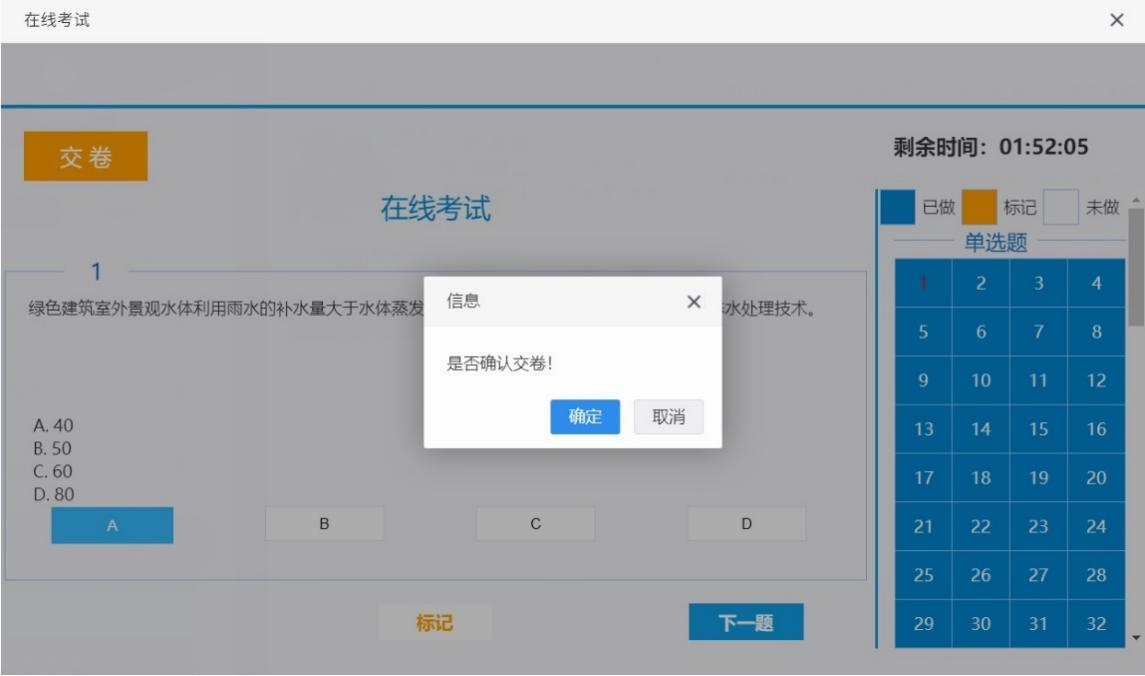 在线考试
交卷
剩余时间：01:52:05
在线考试
已做 标记 未做
单选题
1
绿色建筑室外景观水体利用雨水的补水量大于水体蒸发
水处理技术。
信息
是否确认交卷!
确定 取消
A. 40
B. 50
C. 60
D. 80
A B C D
标记 下一题
1 2 3 4
5 6 7 8
9 10 11 12
13 14 15 16
17 18 19 20
21 22 23 24
25 26 27 28
29 30 31 32